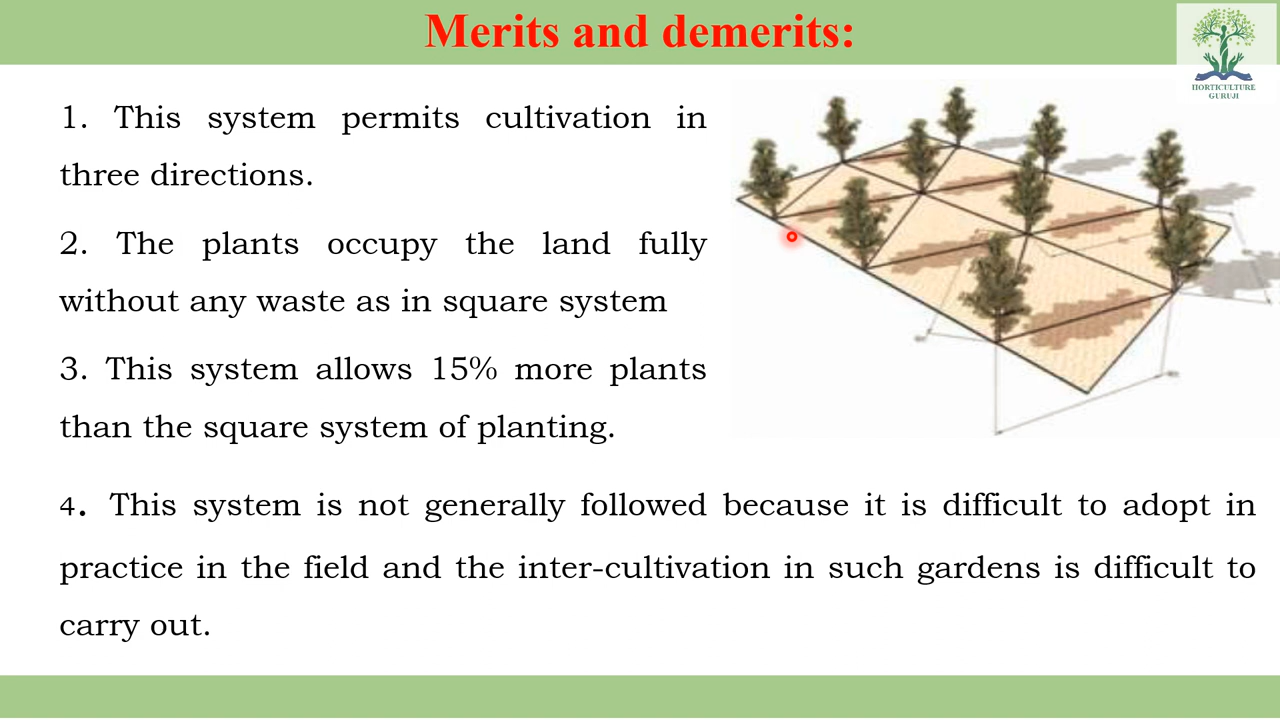 Merits and demerits:
HORTICULTURE
GURUJI
1. This system permits cultivation in
three directions.
2. The plants occupy the land fully
without any waste as in square system
3. This system allows 15% more plants
than the square system of planting.
4. This system is not generally followed because it is difficult to adopt in
practice in the field and the inter-cultivation in such gardens is difficult to
carry out.